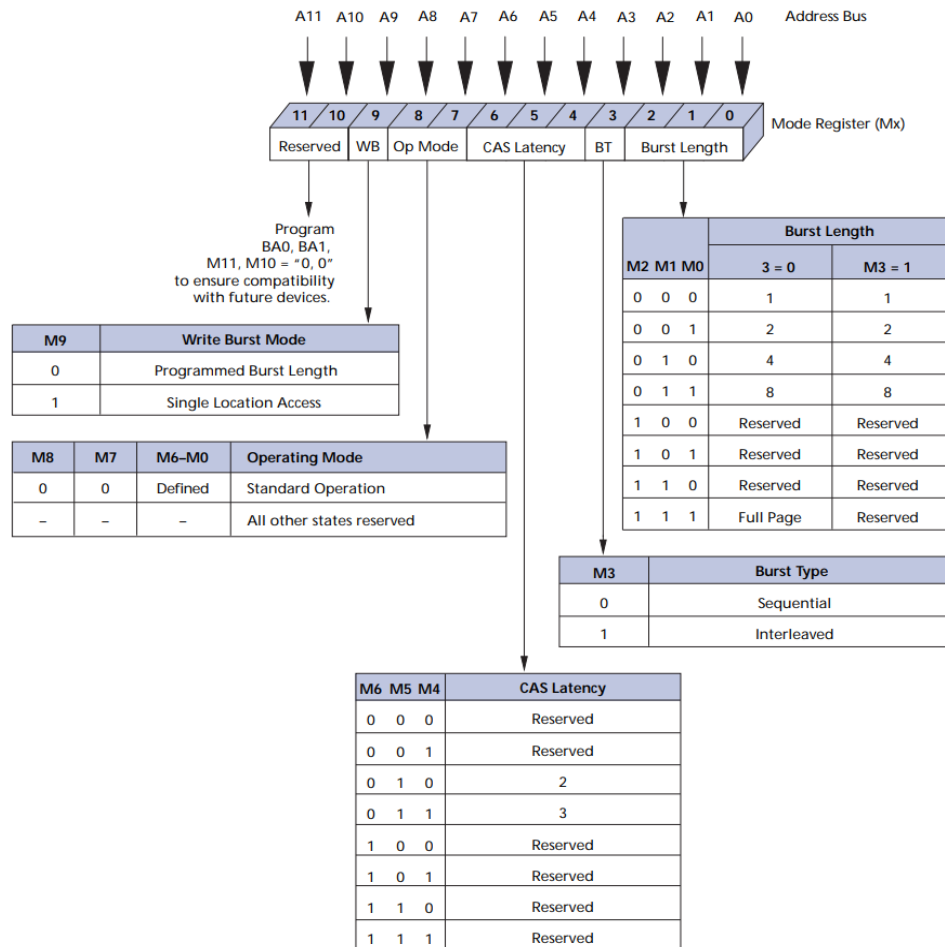 A11 A10 A9 A8 A7 A6 A5 A4 A3 A2 A1 A0 Address Bus
11 10 9 8 7 6 5 4 3 2 1 0
Mode Register (Mx)
Reserved WB Op Mode CAS Latency BT Burst Length
Program
BA0, BA1,
M11, M10 = “0, 0”
to ensure compatibility
with future devices.
Burst Length
M2 M1 M0 3 = 0 M3 = 1
0 0 0 1 1
0 0 1 2 2
0 1 0 4 4
0 1 1 8 8
1 0 0 Reserved Reserved
1 0 1 Reserved Reserved
1 1 0 Reserved Reserved
1 1 1 Full Page Reserved
M9 Write Burst Mode
0 Programmed Burst Length
1 Single Location Access
M8 M7 M6–M0 Operating Mode
0 0 Defined Standard Operation
– – – All other states reserved
M3 Burst Type
0 Sequential
1 Interleaved
M6 M5 M4 CAS Latency
0 0 0 Reserved
0 0 1 Reserved
0 1 0 2
0 1 1 3
1 0 0 Reserved
1 0 1 Reserved
1 1 0 Reserved
1 1 1 Reserved